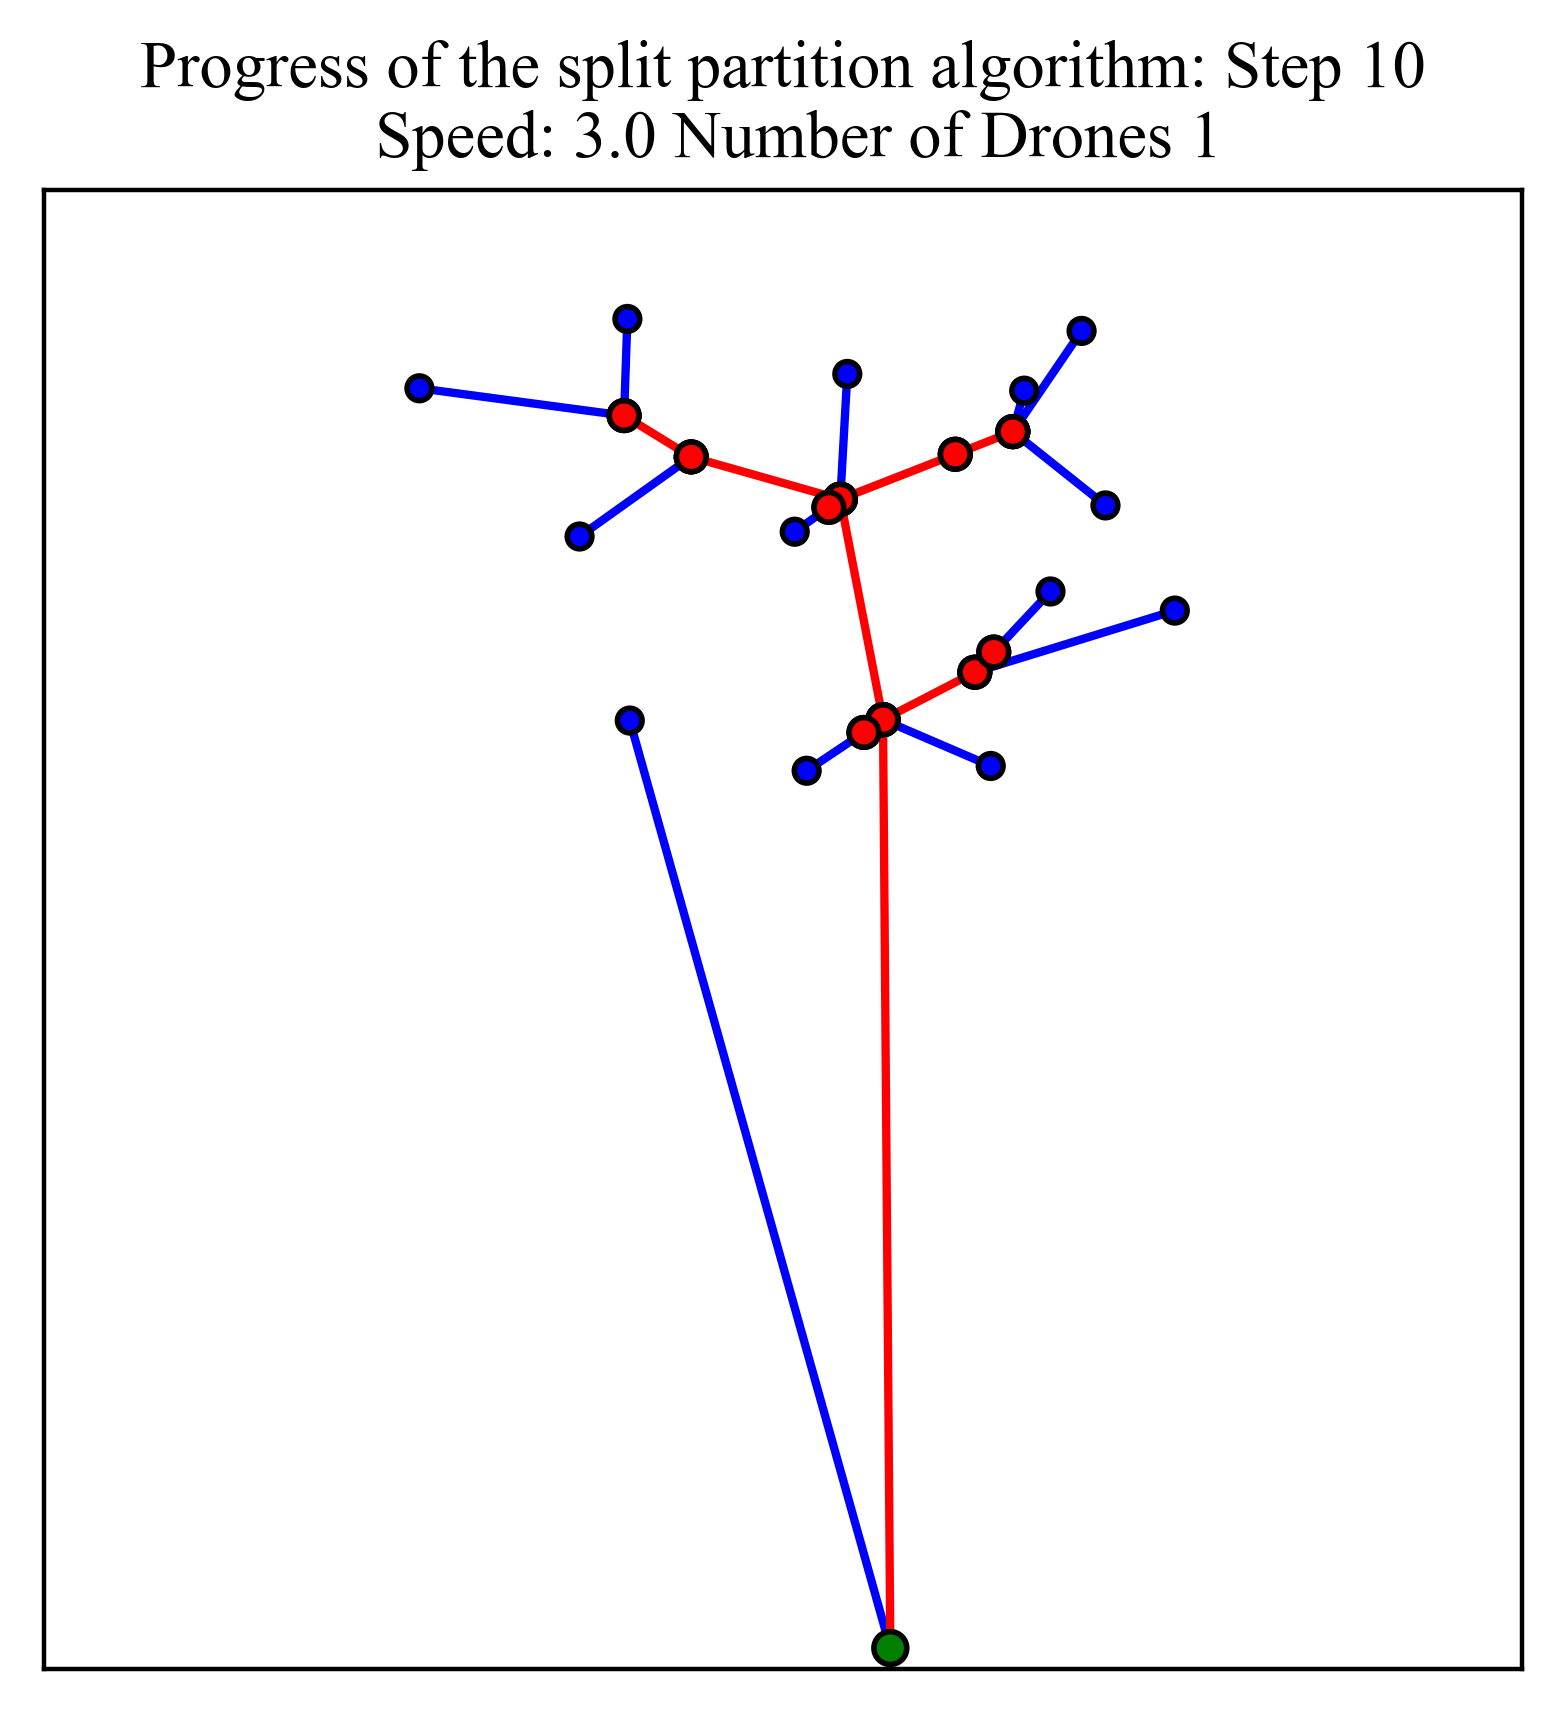 Progress of the split partition algorithm: Step 10
Speed: 3.0 Number of Drones 1